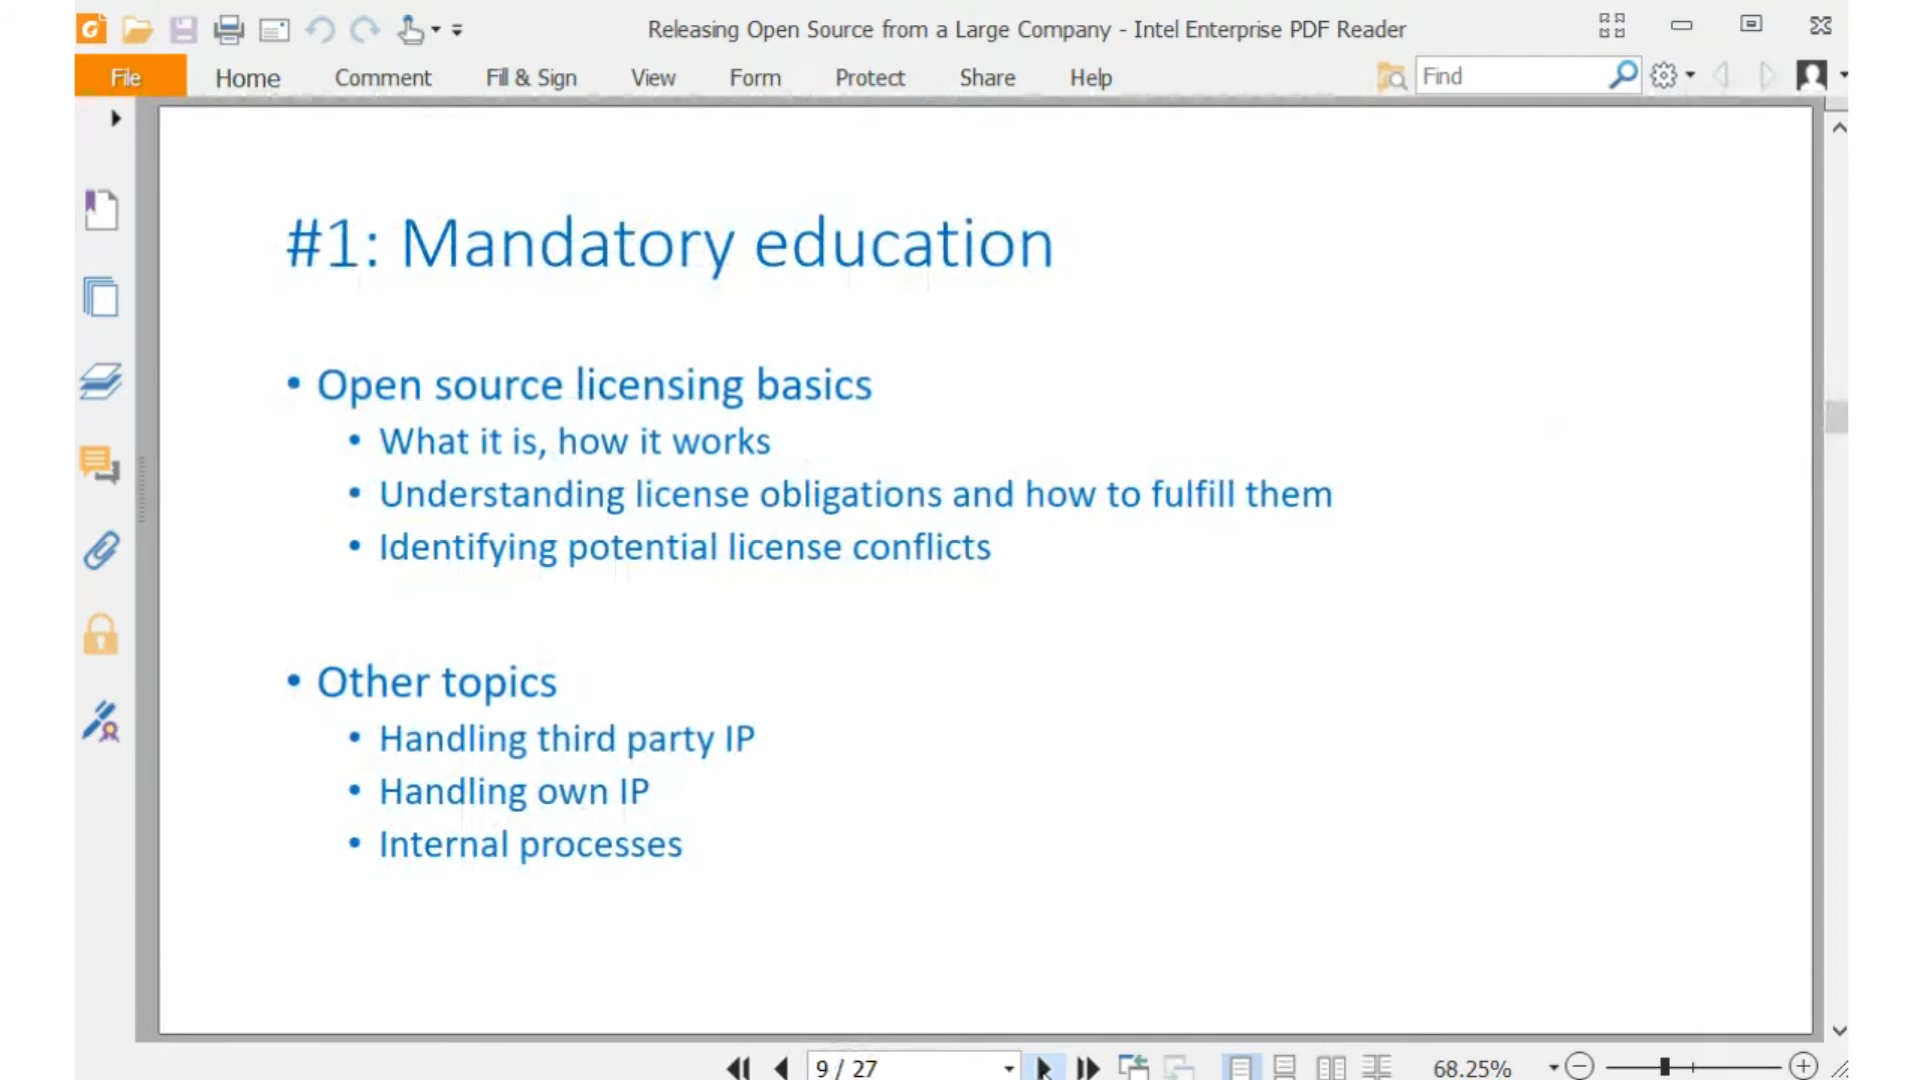 Releasing Open Source from a Large Company - Intel Enterprise PDF Reader
File Home Comment Fill & Sign View Form Protect Share Help Find
#1: Mandatory education
• Open source licensing basics
• What it is, how it works
• Understanding license obligations and how to fulfill them
• Identifying potential license conflicts
• Other topics
• Handling third party IP
• Handling own IP
• Internal processes
9 / 27 68.25%